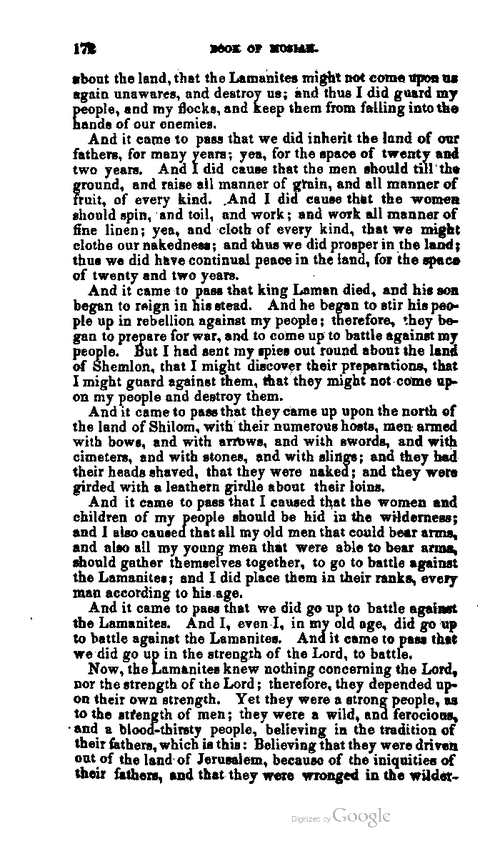 172 BOOK OF MOSIAH.
about the land, that the Lamanites might not come upon us
again unawares, and destroy us; and thus I did guard my
people, and my flocks, and keep them from falling into the
hands of our enemies.
And it came to pass that we did inherit the land of our
fathers, for many years; yea, for the space of twenty and
two years. And I did cause that the men should till the
ground, and raise all manner of grain, and all manner of
fruit, of every kind. And I did cause that the women
should spin, and toil, and work; and work all manner of
fine linen; yea, and cloth of every kind, that we might
clothe our nakedness; and thus we did prosper in the land;
thus we did have continual peace in the land, for the space
of twenty and two years.
And it came to pass that king Laman died, and his son
began to reign in his stead. And he began to stir his peo-
ple up in rebellion against my people; therefore, they be-
gan to prepare for war, and to come up to battle against my
people. But I had sent my spies out round about the land
of Shemlon, that I might discover their preparations, that
I might guard against them, that they might not come up-
on my people and destroy them.
And it came to pass that they came up upon the north of
the land of Shilom, with their numerous hosts, men armed
with bows, and with arrows, and with swords, and with
cimeters, and with stones, and with slings; and they had
their heads shaved, that they were naked; and they were
girded with a leathern girdle about their loins.
And it came to pass that I caused that the women and
children of my people should be hid in the wilderness;
and I also caused that all my old men that could bear arms,
and also all my young men that were able to bear arms,
should gather themselves together, to go to battle against
the Lamanites; and I did place them in their ranks, every
man according to his age.
And it came to pass that we did go up to battle against
the Lamanites. And I, even I, in my old age, did go up
to battle against the Lamanites. And it came to pass that
we did go up in the strength of the Lord, to battle.
Now, the Lamanites knew nothing concerning the Lord,
nor the strength of the Lord; therefore, they depended up-
on their own strength. Yet they were a strong people, as
to the strength of men; they were a wild, and ferocious,
and a blood-thirsty people, believing in the tradition of
their fathers, which is this: Believing that they were driven
out of the land of Jerusalem, because of the iniquities of
their fathers, and that they were wronged in the wilder-
Digitized by Google